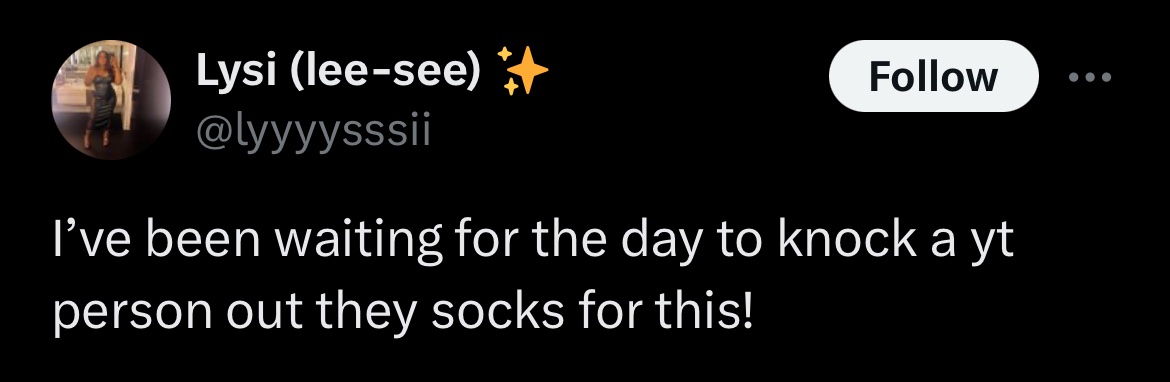 Lysi (lee-see) ✨
Follow
@lyyyysssii
I’ve been waiting for the day to knock a yt
person out they socks for this!